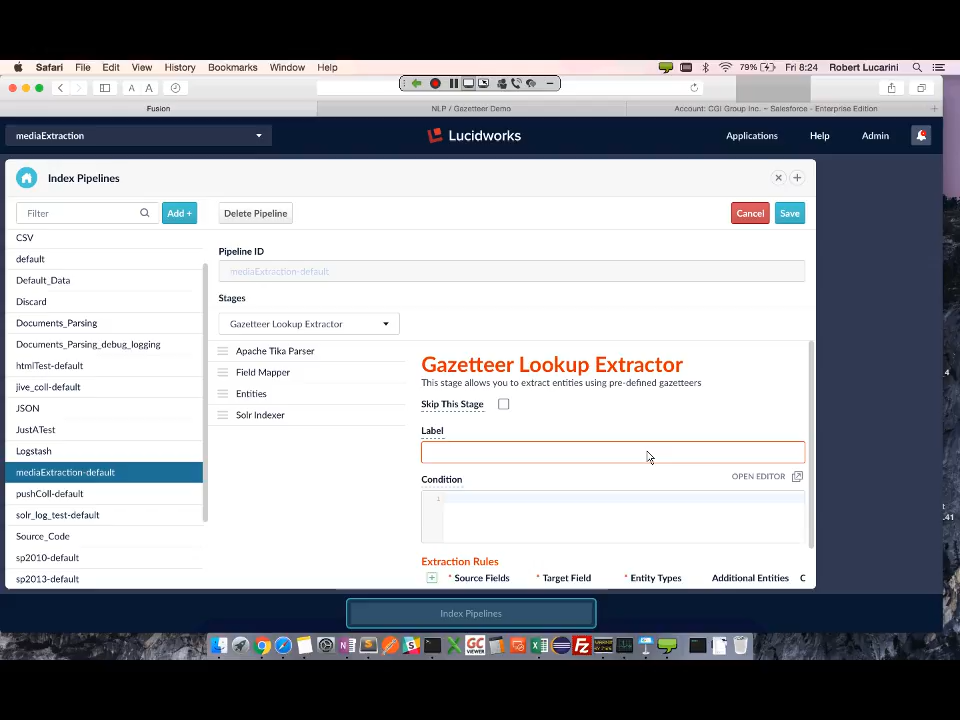 Safari File Edit View History Bookmarks Window Help 79% Fri 8:24 Robert Lucarini
A A
Fusion NLP / Gazetteer Demo Account: CGI Group Inc. ~ Salesforce - Enterprise Edition
mediaExtraction Lucidworks Applications Help Admin
Index Pipelines
Filter Add + Delete Pipeline Cancel Save
CSV
default
Default_Data
Discard
Documents_Parsing
Documents_Parsing_debug_logging
htmlTest-default
jive_coll-default
JSON
JustATest
Logstash
mediaExtraction-default
pushColl-default
solr_log_test-default
Source_Code
sp2010-default
sp2013-default
Pipeline ID
mediaExtraction-default
Stages
Gazetteer Lookup Extractor
Apache Tika Parser
Field Mapper
Entities
Solr Indexer
Gazetteer Lookup Extractor
This stage allows you to extract entities using pre-defined gazetteers
Skip This Stage
Label
Condition OPEN EDITOR
1
Extraction Rules
* Source Fields * Target Field * Entity Types Additional Entities C
Index Pipelines
GC
VIEWER